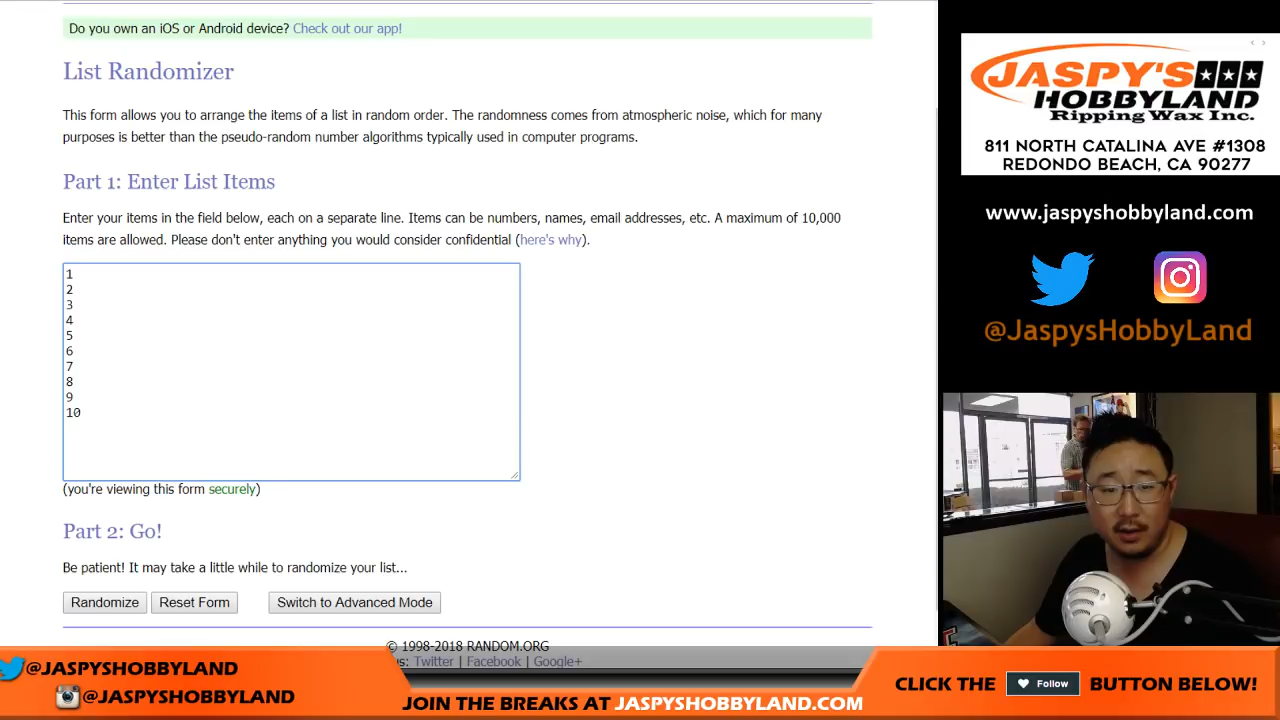 Do you own an iOS or Android device? Check out our app!
List Randomizer
This form allows you to arrange the items of a list in random order. The randomness comes from atmospheric noise, which for many
purposes is better than the pseudo-random number algorithms typically used in computer programs.
Part 1: Enter List Items
Enter your items in the field below, each on a separate line. Items can be numbers, names, email addresses, etc. A maximum of 10,000
items are allowed. Please don't enter anything you would consider confidential (here's why).
1
2
3
4
5
6
7
8
9
10
(you're viewing this form securely)
Part 2: Go!
Be patient! It may take a little while to randomize your list...
Randomize
Reset Form
Switch to Advanced Mode
© 1998-2018 RANDOM.ORG
Twitter | Facebook | Google+
JASPY'S
HOBBYLAND
Ripping Wax Inc.
811 NORTH CATALINA AVE #1308
REDONDO BEACH, CA 90277
www.jaspyshobbyland.com
@JaspysHobbyLand
@JASPYSHOBBYLAND
@JASPYSHOBBYLAND
JOIN THE BREAKS AT JASPYSHOBBYLAND.COM
CLICK THE Follow BUTTON BELOW!